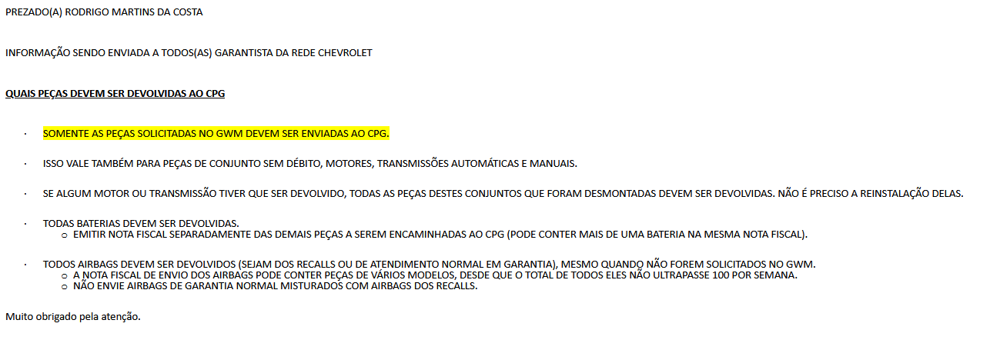 PREZADO(A) RODRIGO MARTINS DA COSTA
INFORMAÇÃO SENDO ENVIADA A TODOS(AS) GARANTISTA DA REDE CHEVROLET
QUAIS PEÇAS DEVEM SER DEVOLVIDAS AO CPG
· SOMENTE AS PEÇAS SOLICITADAS NO GWM DEVEM SER ENVIADAS AO CPG.
· ISSO VALE TAMBÉM PARA PEÇAS DE CONJUNTO SEM DÉBITO, MOTORES, TRANSMISSÕES AUTOMÁTICAS E MANUAIS.
· SE ALGUM MOTOR OU TRANSMISSÃO TIVER QUE SER DEVOLVIDO, TODAS AS PEÇAS DESTES CONJUNTOS QUE FORAM DESMONTADAS DEVEM SER DEVOLVIDAS. NÃO É PRECISO A REINSTALAÇÃO DELAS.
· TODAS BATERIAS DEVEM SER DEVOLVIDAS.
o EMITIR NOTA FISCAL SEPARADAMENTE DAS DEMAIS PEÇAS A SEREM ENCAMINHADAS AO CPG (PODE CONTER MAIS DE UMA BATERIA NA MESMA NOTA FISCAL).
· TODOS AIRBAGS DEVEM SER DEVOLVIDOS (SEJAM DOS RECALLS OU DE ATENDIMENTO NORMAL EM GARANTIA), MESMO QUANDO NÃO FOREM SOLICITADOS NO GWM.
o A NOTA FISCAL DE ENVIO DOS AIRBAGS PODE CONTER PEÇAS DE VÁRIOS MODELOS, DESDE QUE O TOTAL DE TODOS ELES NÃO ULTRAPASSE 100 POR SEMANA.
o NÃO ENVIE AIRBAGS DE GARANTIA NORMAL MISTURADOS COM AIRBAGS DOS RECALLS.
Muito obrigado pela atenção.